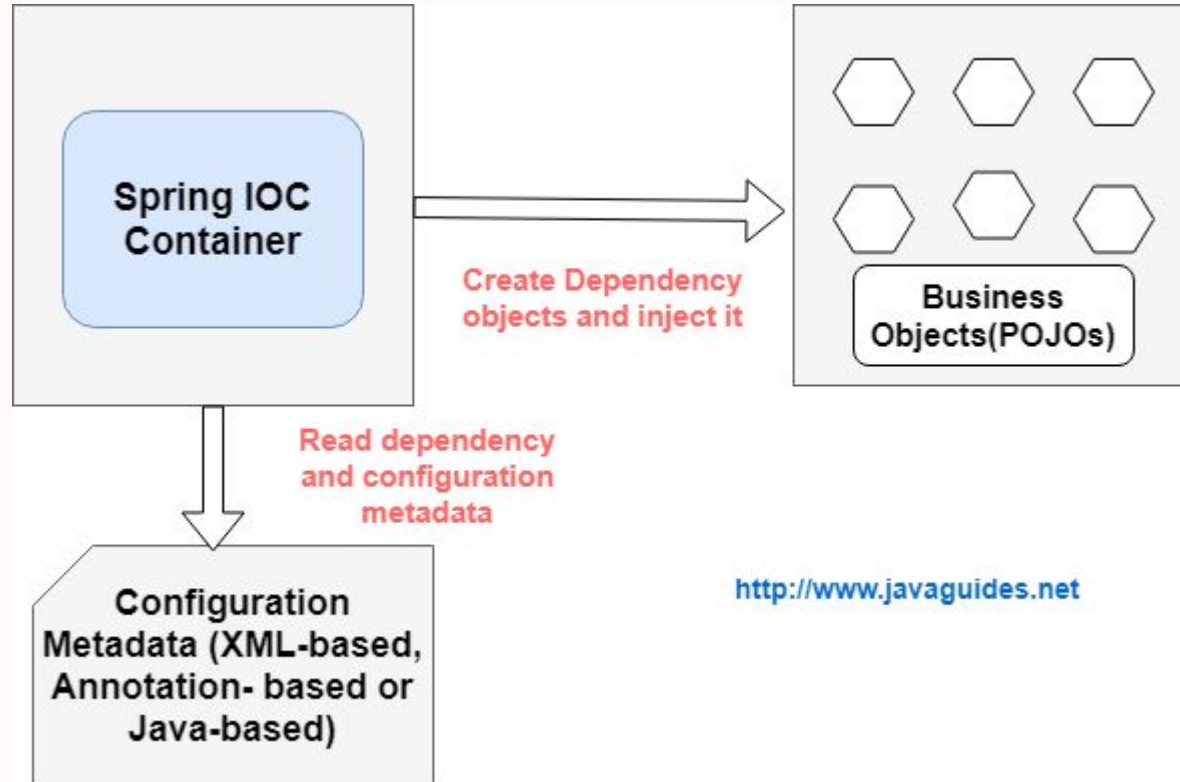 Spring IOC
Container
Create Dependency
objects and inject it
Business
Objects(POJOs)
Read dependency
and configuration
metadata
Configuration
Metadata (XML-based,
Annotation- based or
Java-based)
http://www.javaguides.net